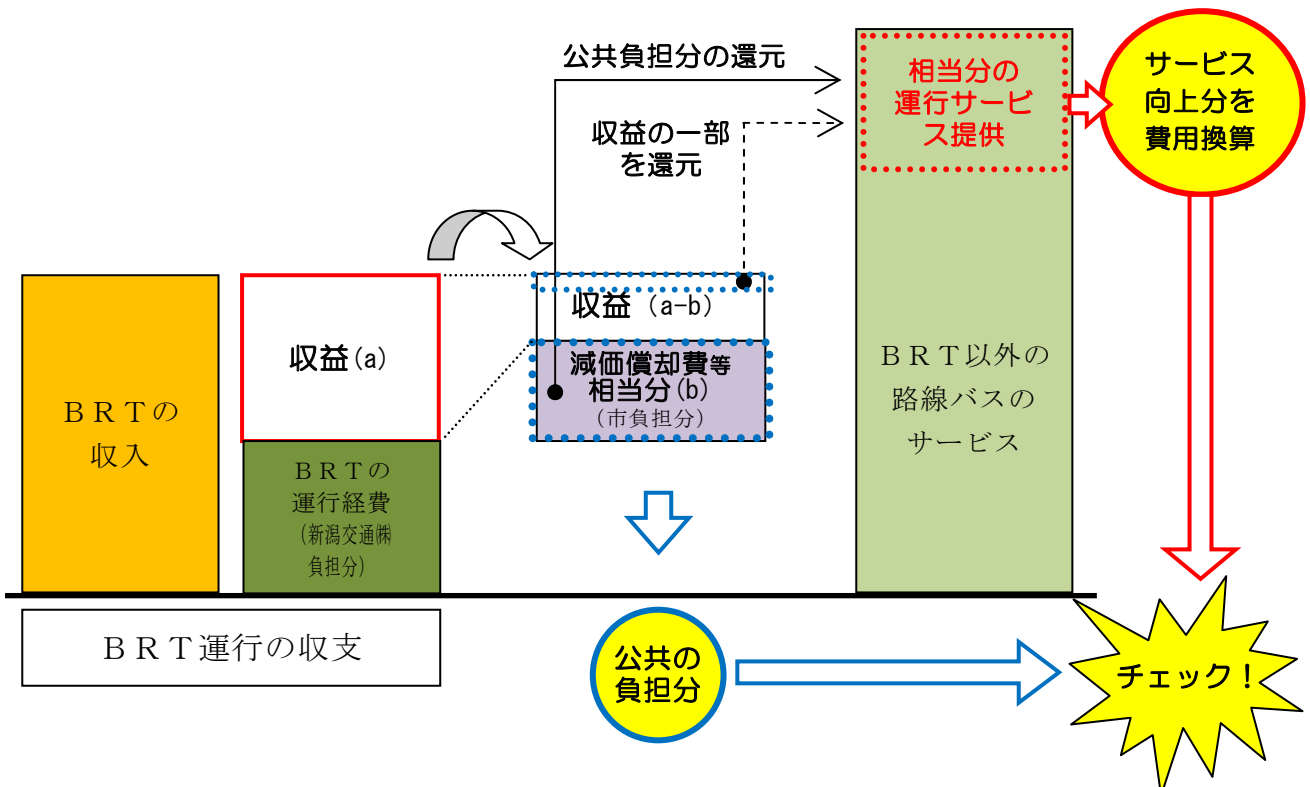 公共負担分の還元
収益の一部
を還元
相当分の
運行サービ
ス提供
サービス
向上分を
費用換算
収益(a)
収益（a-b）
減価償却費等
相当分(b)
（市負担分）
ＢＲＴの
収入
ＢＲＴの
運行経費
（新潟交通㈱
負担分）
ＢＲＴ以外の
路線バスの
サービス
ＢＲＴ運行の収支
公共の
負担分
チェック！